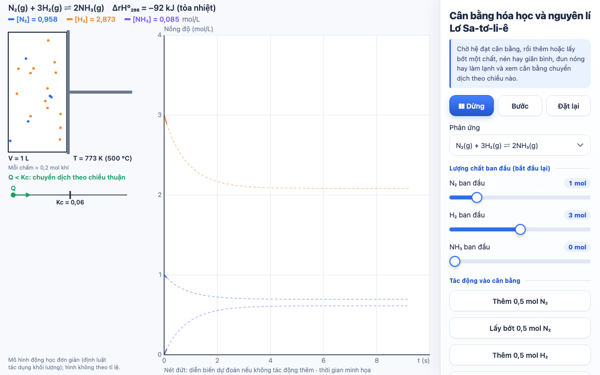 N₂(g) + 3H₂(g) ⇌ 2NH₃(g)    ΔrH°₂₉₈ = −92 kJ (tỏa nhiệt)
[N₂] = 0,958  [H₂] = 2,873  [NH₃] = 0,085  mol/L
Nồng độ (mol/L)
4
3
2
1
0
0
2
4
6
8
t (s)
Nét đứt: diễn biến dự đoán nếu không tác động thêm · thời gian minh họa
V = 1 L
T = 773 K (500 °C)
Mỗi chấm ≈ 0,2 mol khí
Q < Kc: chuyển dịch theo chiều thuận
Q
Kc = 0,06
Mô hình động học đơn giản (định luật
tác dụng khối lượng); hình không theo tỉ lệ.
Cân bằng hóa học và nguyên lí
Lơ Sa-tơ-li-ê
Chờ hệ đạt cân bằng, rồi thêm hoặc lấy
bớt một chất, nén hay giãn bình, đun nóng
hay làm lạnh và xem cân bằng chuyển
dịch theo chiều nào.
Dừng
Bước
Đặt lại
Phản ứng
N₂(g) + 3H₂(g) ⇌ 2NH₃(g)
Lượng chất ban đầu (bắt đầu lại)
N₂ ban đầu
1 mol
H₂ ban đầu
3 mol
NH₃ ban đầu
0 mol
Tác động vào cân bằng
Thêm 0,5 mol N₂
Lấy bớt 0,5 mol N₂
Thêm 0,5 mol H₂